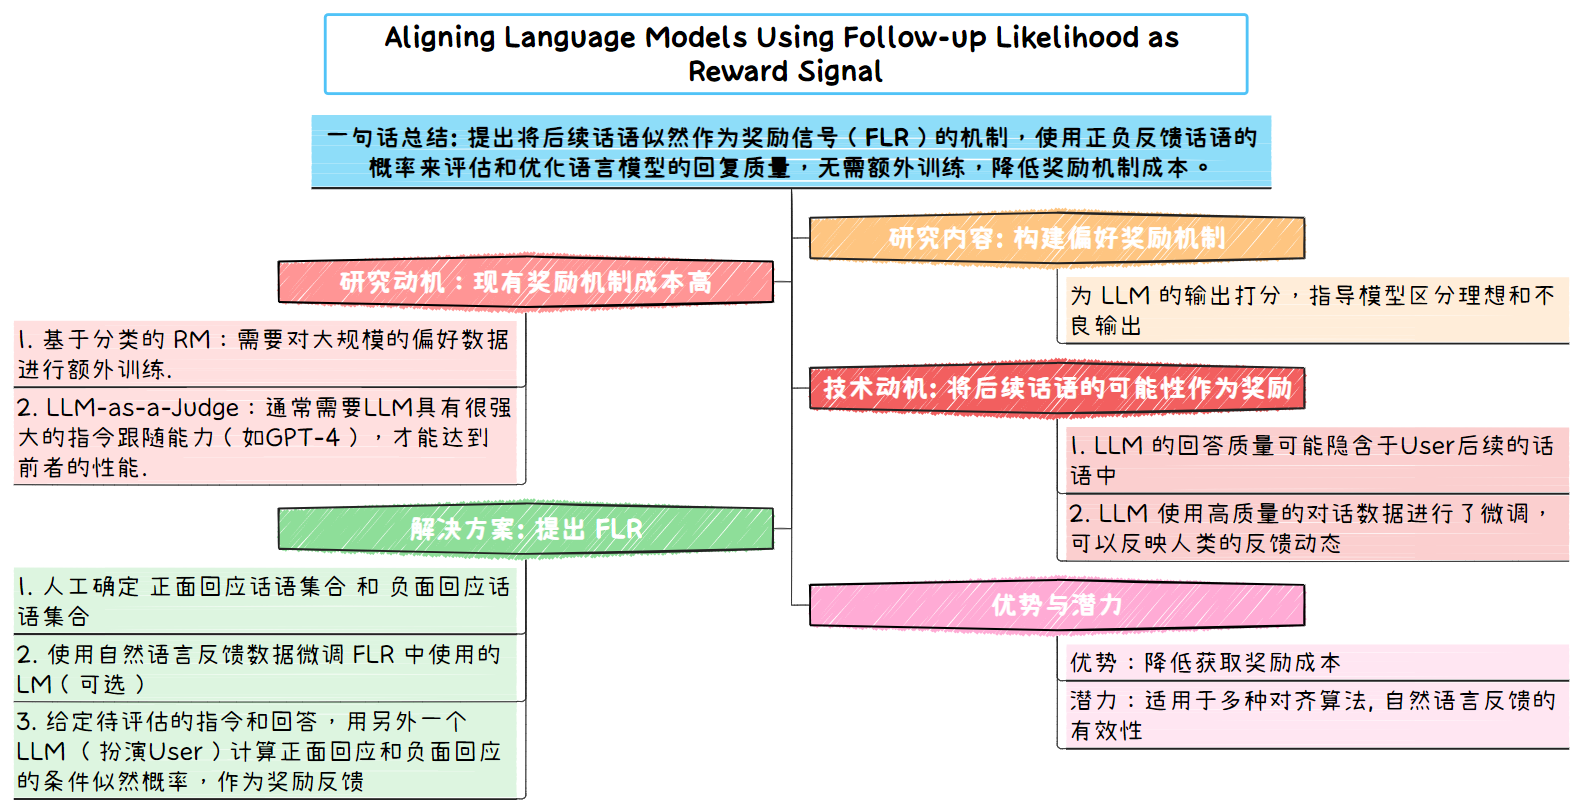 Aligning Language Models Using Follow-up Likelihood as
Reward Signal
一句话总结: 提出将后续话语似然作为奖励信号（FLR）的机制，使用正负反馈话语的
概率来评估和优化语言模型的回复质量，无需额外训练，降低奖励机制成本。
研究内容: 构建偏好奖励机制
为 LLM 的输出打分，指导模型区分理想和不
良输出
研究动机：现有奖励机制成本高
1. 基于分类的 RM：需要对大规模的偏好数据
进行额外训练.
2. LLM-as-a-Judge：通常需要LLM具有很强
大的指令跟随能力（如GPT-4），才能达到
前者的性能.
技术动机: 将后续话语的可能性作为奖励
1. LLM 的回答质量可能隐含于User后续的话
语中
2. LLM 使用高质量的对话数据进行了微调，
可以反映人类的反馈动态
解决方案: 提出 FLR
1. 人工确定 正面回应话语集合 和 负面回应话
语集合
2. 使用自然语言反馈数据微调 FLR 中使用的
LM（可选）
3. 给定待评估的指令和回答，用另外一个
LLM （扮演User）计算正面回应和负面回应
的条件似然概率，作为奖励反馈
优势与潜力
优势：降低获取奖励成本
潜力：适用于多种对齐算法, 自然语言反馈的
有效性